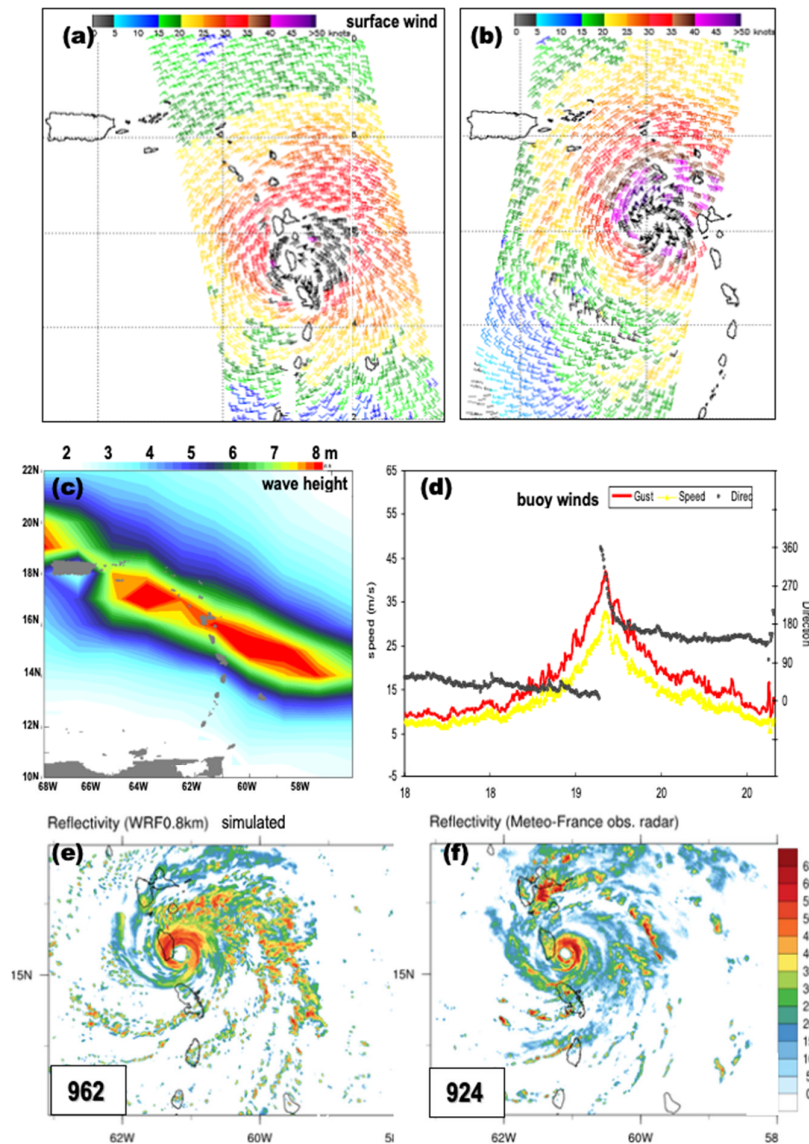 (a)
surface wind
0 5 10 15 20 25 30 35 40 45 >50 knots
(b)
0 5 10 15 20 25 30 35 40 45 >50 knots
2 3 4 5 6 7 8 m
(c)
wave height
22N
20N
18N
16N
14N
12N
10N
68W 66W 64W 62W 60W 58W
(d)
buoy winds
Gust Speed Direc
65
55
45
35
25
15
5
-5
speed (m/s)
360
270
180
90
0
Direction
18 18 19 19 20 20
Reflectivity (WRF0.8km) simulated
(e)
15N
962
62W 60W 58
Reflectivity (Meteo-France obs. radar)
(f)
15N
924
62W 60W 58